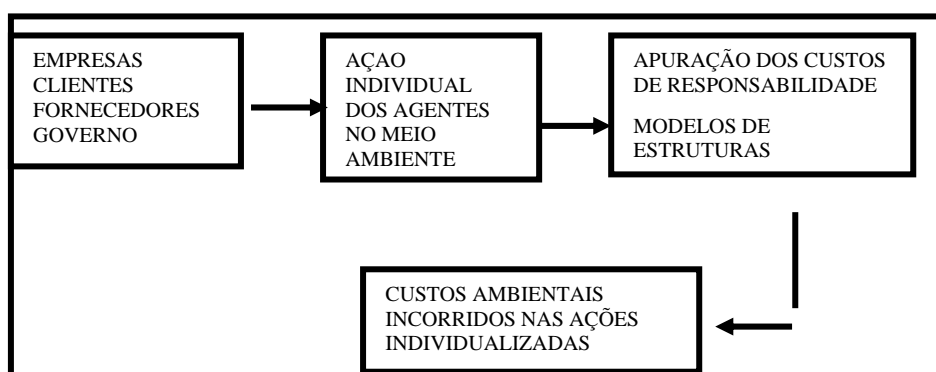 EMPRESAS
CLIENTES
FORNECEDORES
GOVERNO
AÇAO
INDIVIDUAL
DOS AGENTES
NO MEIO
AMBIENTE
APURAÇÃO DOS CUSTOS
DE RESPONSABILIDADE
MODELOS DE
ESTRUTURAS
CUSTOS AMBIENTAIS
INCORRIDOS NAS AÇÕES
INDIVIDUALIZADAS